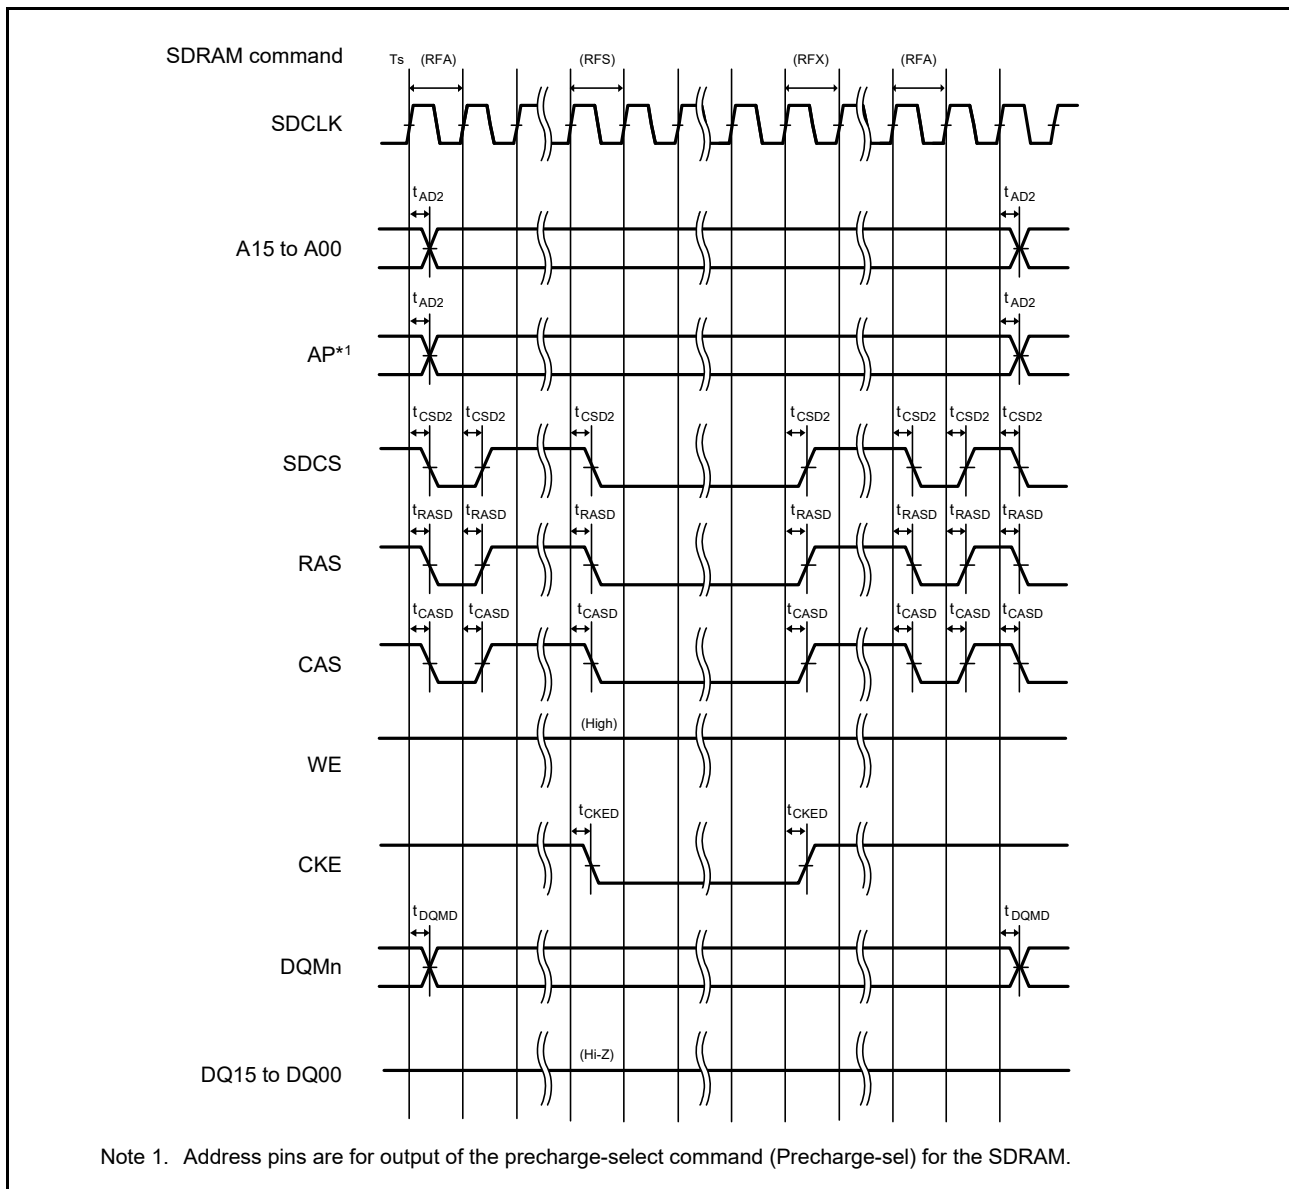 SDRAM command Ts (RFA) (RFS) (RFX) (RFA)
SDCLK
tAD2 tAD2
A15 to A00
tAD2 tAD2
AP*1
tCSD2 tCSD2 tCSD2 tCSD2 tCSD2 tCSD2 tCSD2
SDCS
tRASD tRASD tRASD tRASD tRASD tRASD tRASD
RAS
tCASD tCASD tCASD tCASD tCASD tCASD tCASD
CAS
(High)
WE
tCKED tCKED
CKE
tDQMD tDQMD
DQMn
(Hi-Z)
DQ15 to DQ00
Note 1. Address pins are for output of the precharge-select command (Precharge-sel) for the SDRAM.